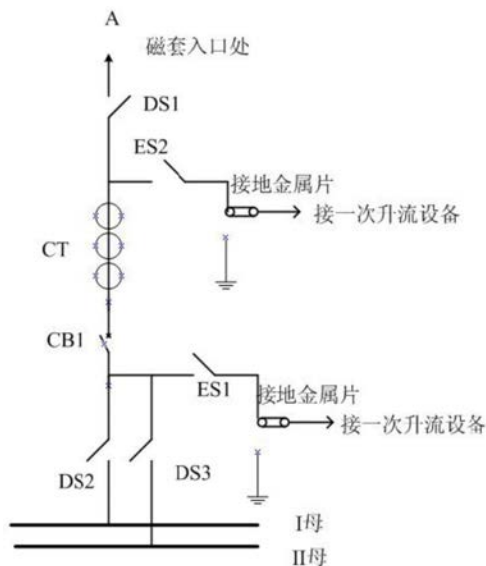 A
磁套入口处
DS1
ES2
接地金属片
接一次升流设备
CT
CB1
ES1
接地金属片
接一次升流设备
DS2
DS3
I母
II母